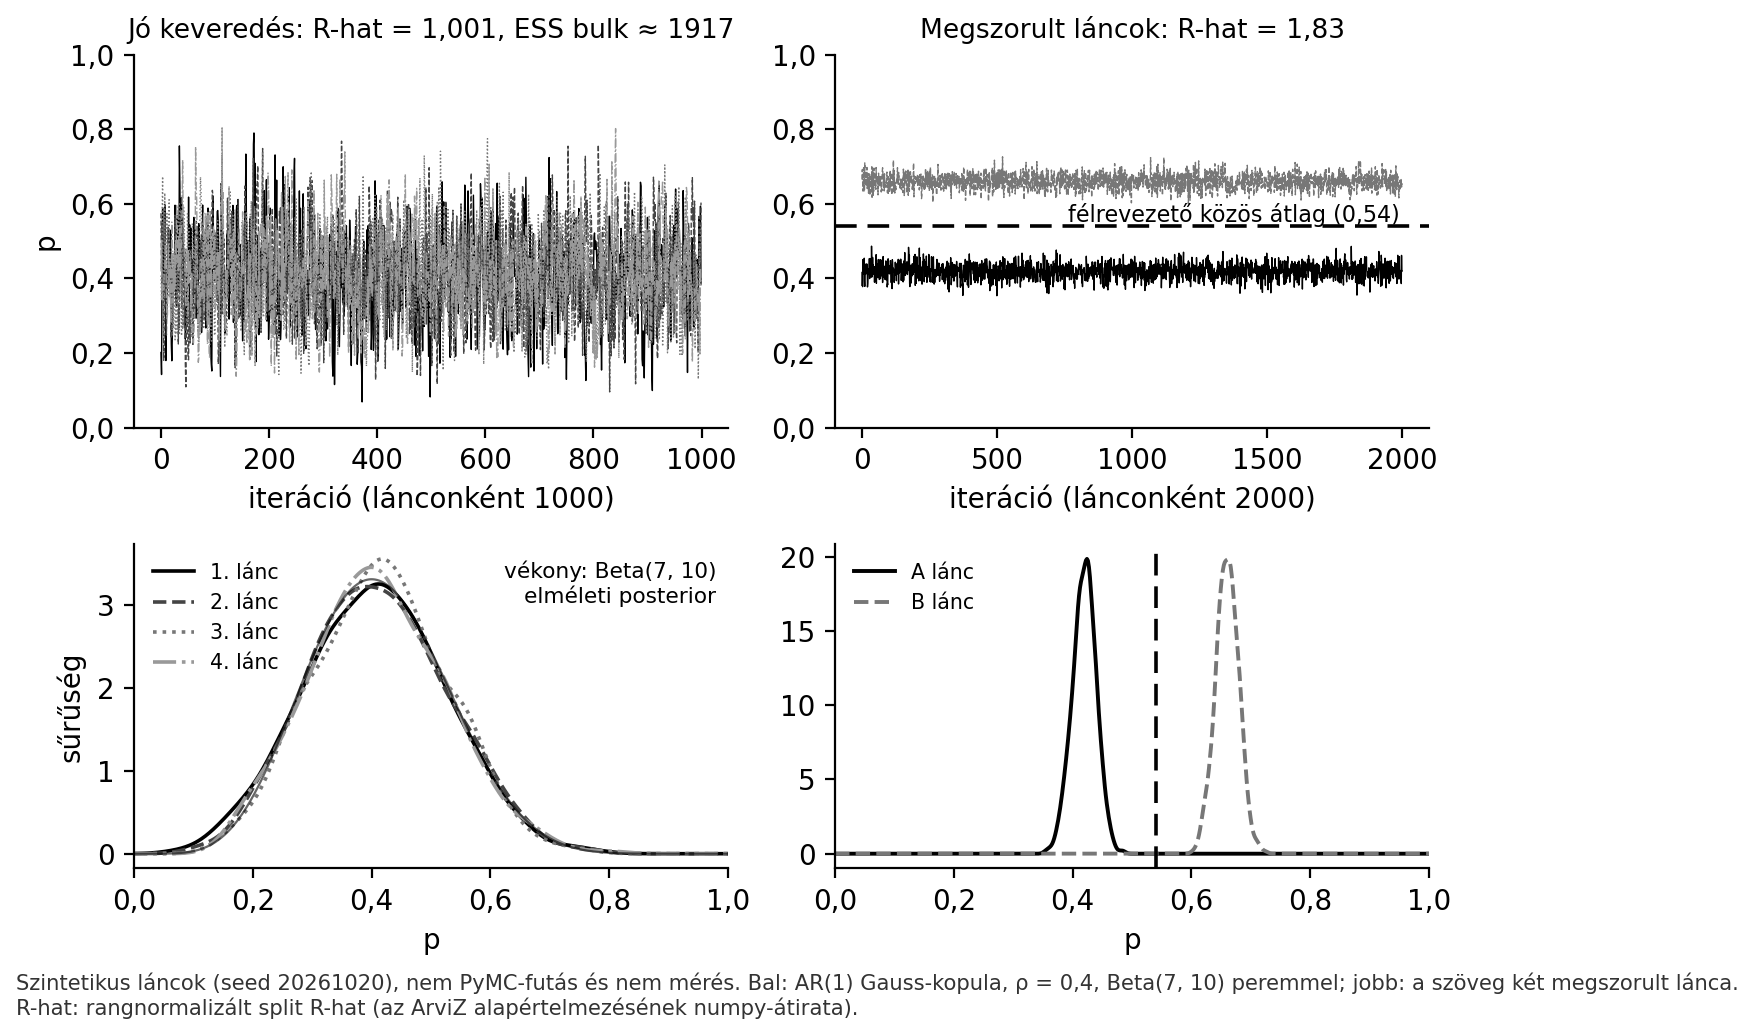 Jó keveredés: R-hat = 1,001, ESS bulk ≈ 1917
1,0
0,8
0,6
0,4
0,2
0,0
p
0 200 400 600 800 1000
iteráció (lánconként 1000)
Megszorult láncok: R-hat = 1,83
1,0
0,8
0,6
0,4
0,2
0,0
félrevezető közös átlag (0,54)
0 500 1000 1500 2000
iteráció (lánconként 2000)
1. lánc
2. lánc
3. lánc
4. lánc
vékony: Beta(7, 10)
elméleti posterior
3
2
1
0
sűrűség
0,0 0,2 0,4 0,6 0,8 1,0
p
A lánc
B lánc
20
15
10
5
0
0,0 0,2 0,4 0,6 0,8 1,0
p
Szintetikus láncok (seed 20261020), nem PyMC-futás és nem mérés. Bal: AR(1) Gauss-kopula, ρ = 0,4, Beta(7, 10) peremmel; jobb: a szöveg két megszorult lánca.
R-hat: rangnormalizált split R-hat (az ArviZ alapértelmezésének numpy-átirata).